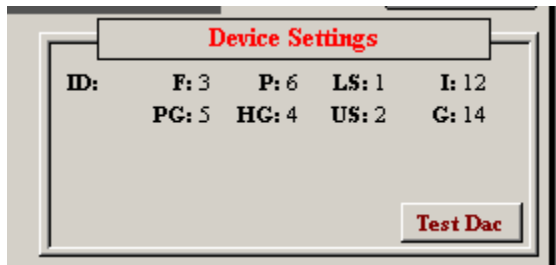 Device Settings
ID: F: 3 P: 6 LS: 1 I: 12
PG: 5 HG: 4 US: 2 G: 14
Test Dac